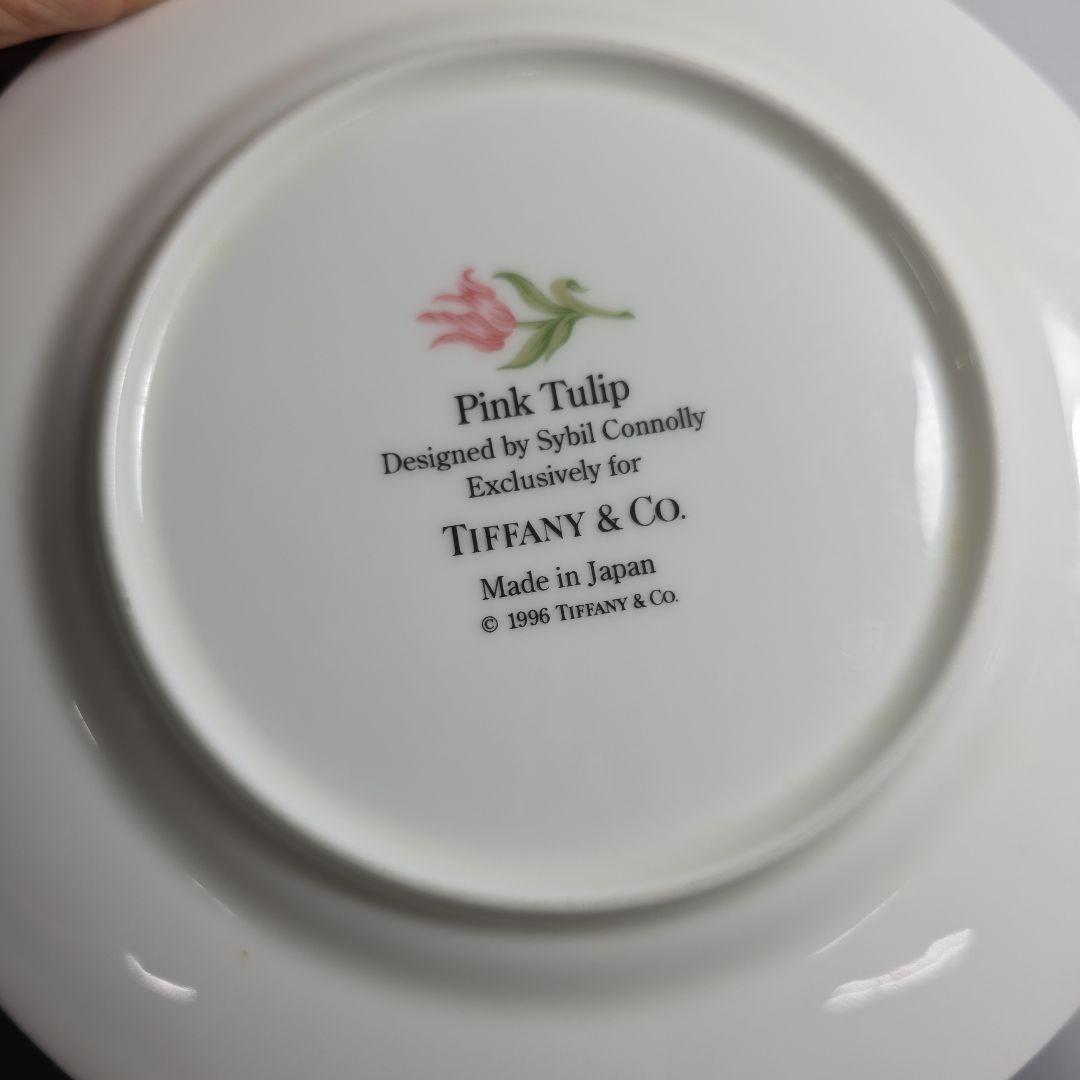 Pink Tulip
Designed by Sybil Connolly
Exclusively for
TIFFANY & CO.
Made in Japan
© 1996 TIFFANY & CO.